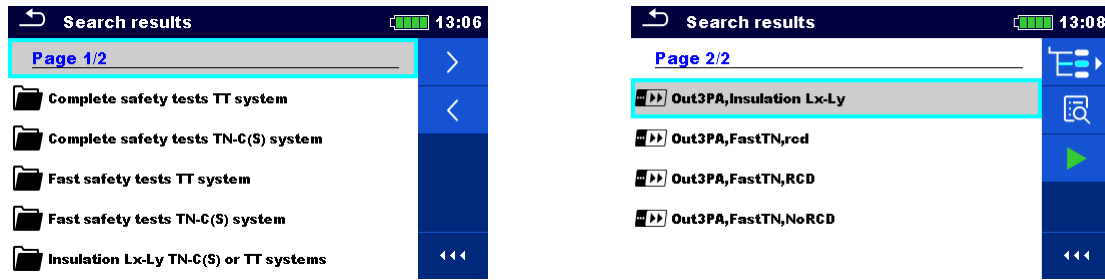 Search results
13:06
Page 1/2
Complete safety tests TT system
Complete safety tests TN-C(S) system
Fast safety tests TT system
Fast safety tests TN-C(S) system
Insulation Lx-Ly TN-C(S) or TT systems
Search results
13:08
Page 2/2
Out3PA,Insulation Lx-Ly
Out3PA,FastTN,rcd
Out3PA,FastTN,RCD
Out3PA,FastTN,NoRCD